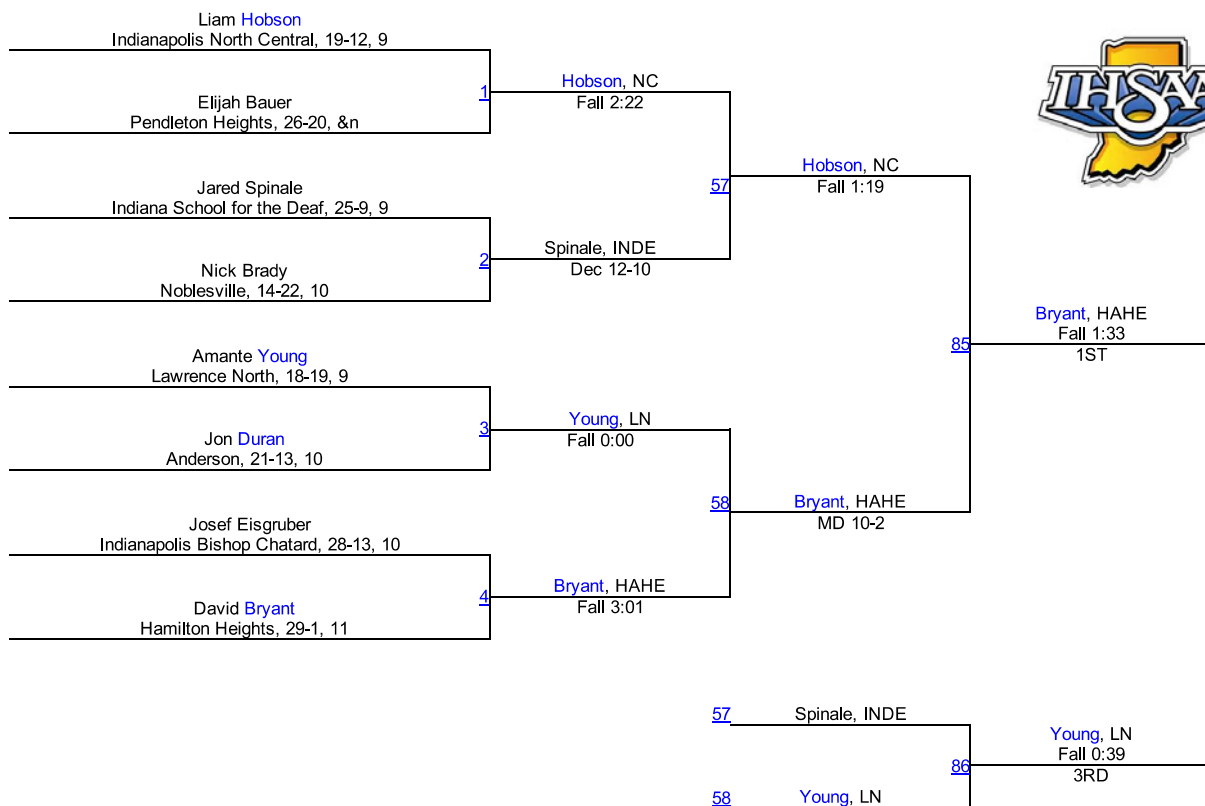 Liam Hobson
Indianapolis North Central, 19-12, 9
1
Hobson, NC
Fall 2:22
Elijah Bauer
Pendleton Heights, 26-20, &n
57
Hobson, NC
Fall 1:19
Jared Spinale
Indiana School for the Deaf, 25-9, 9
2
Spinale, INDE
Dec 12-10
Nick Brady
Noblesville, 14-22, 10
85
Bryant, HAHE
Fall 1:33
1ST
Amante Young
Lawrence North, 18-19, 9
3
Young, LN
Fall 0:00
Jon Duran
Anderson, 21-13, 10
58
Bryant, HAHE
MD 10-2
Josef Eisgruber
Indianapolis Bishop Chatard, 28-13, 10
4
Bryant, HAHE
Fall 3:01
David Bryant
Hamilton Heights, 29-1, 11
57
Spinale, INDE
86
Young, LN
Fall 0:39
3RD
58
Young, LN
IHSAA